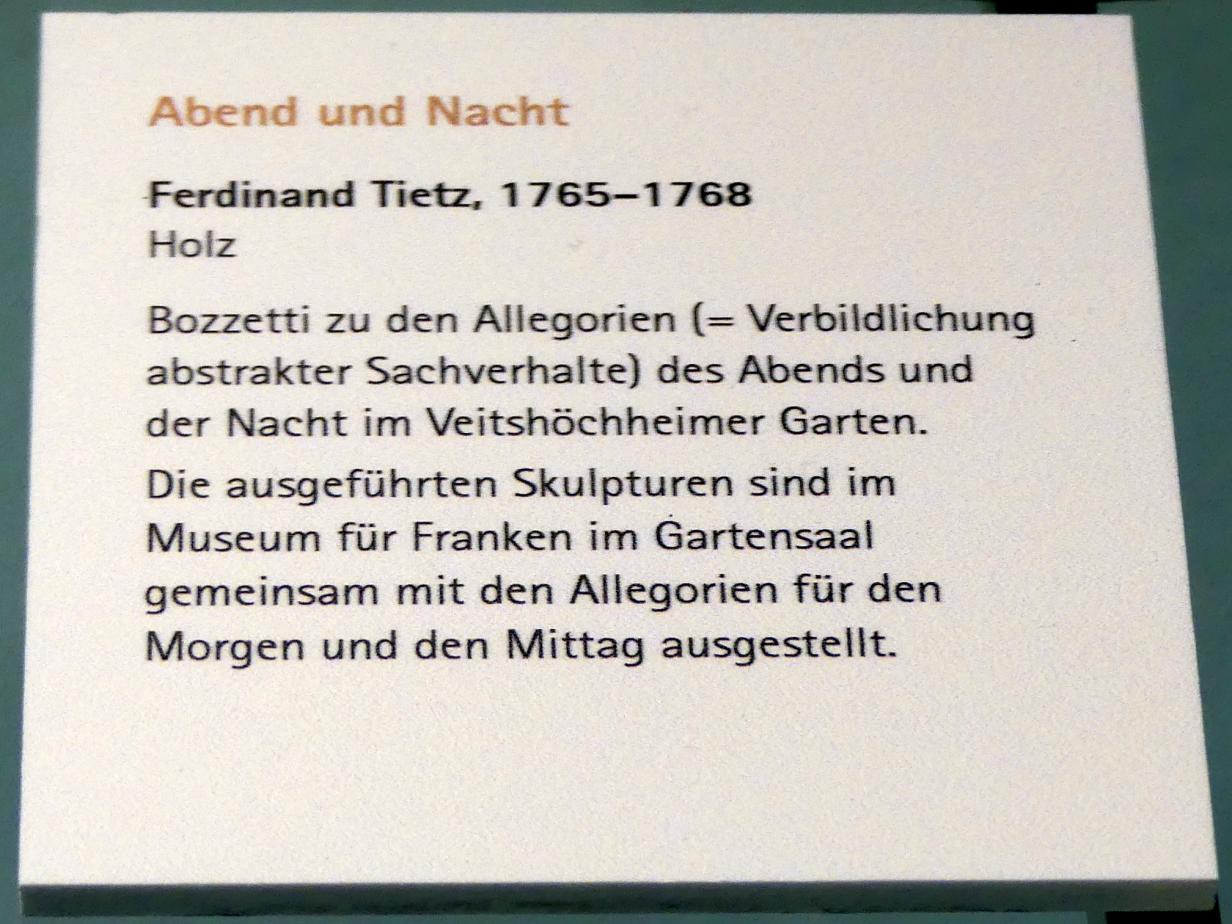 Abend und Nacht
Ferdinand Tietz, 1765–1768
Holz
Bozzetti zu den Allegorien (= Verbildlichung
abstrakter Sachverhalte) des Abends und
der Nacht im Veitshöchheimer Garten.
Die ausgeführten Skulpturen sind im
Museum für Franken im Gartensaal
gemeinsam mit den Allegorien für den
Morgen und den Mittag ausgestellt.